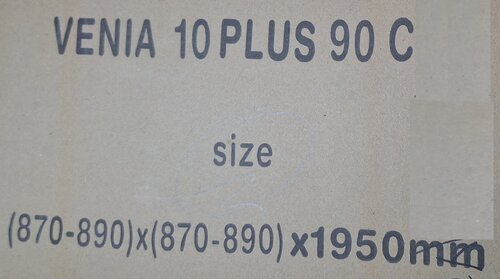 VENIA 10 PLUS 90 C
size
(870-890)x(870-890) x1950mm